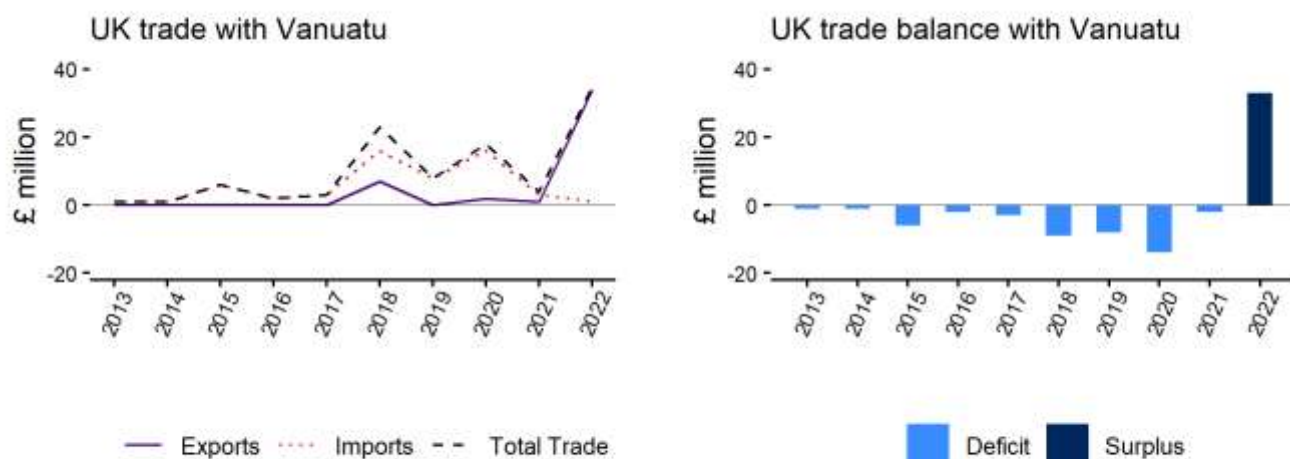 UK trade with Vanuatu
40
20
0
-20
£ million
2013 2014 2015 2016 2017 2018 2019 2020 2021 2022
Exports Imports Total Trade
UK trade balance with Vanuatu
40
20
0
-20
£ million
2013 2014 2015 2016 2017 2018 2019 2020 2021 2022
Deficit Surplus